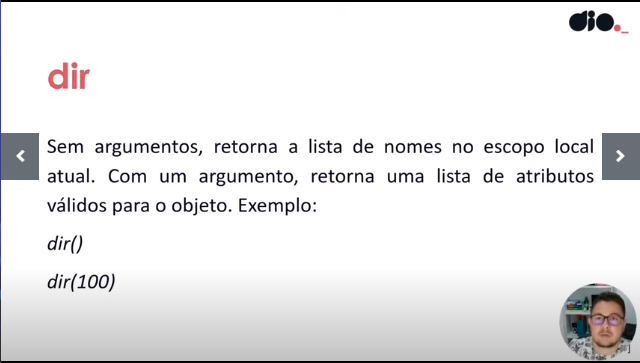 dio._
dir
Sem argumentos, retorna a lista de nomes no escopo local
atual. Com um argumento, retorna uma lista de atributos
válidos para o objeto. Exemplo:
dir()
dir(100)